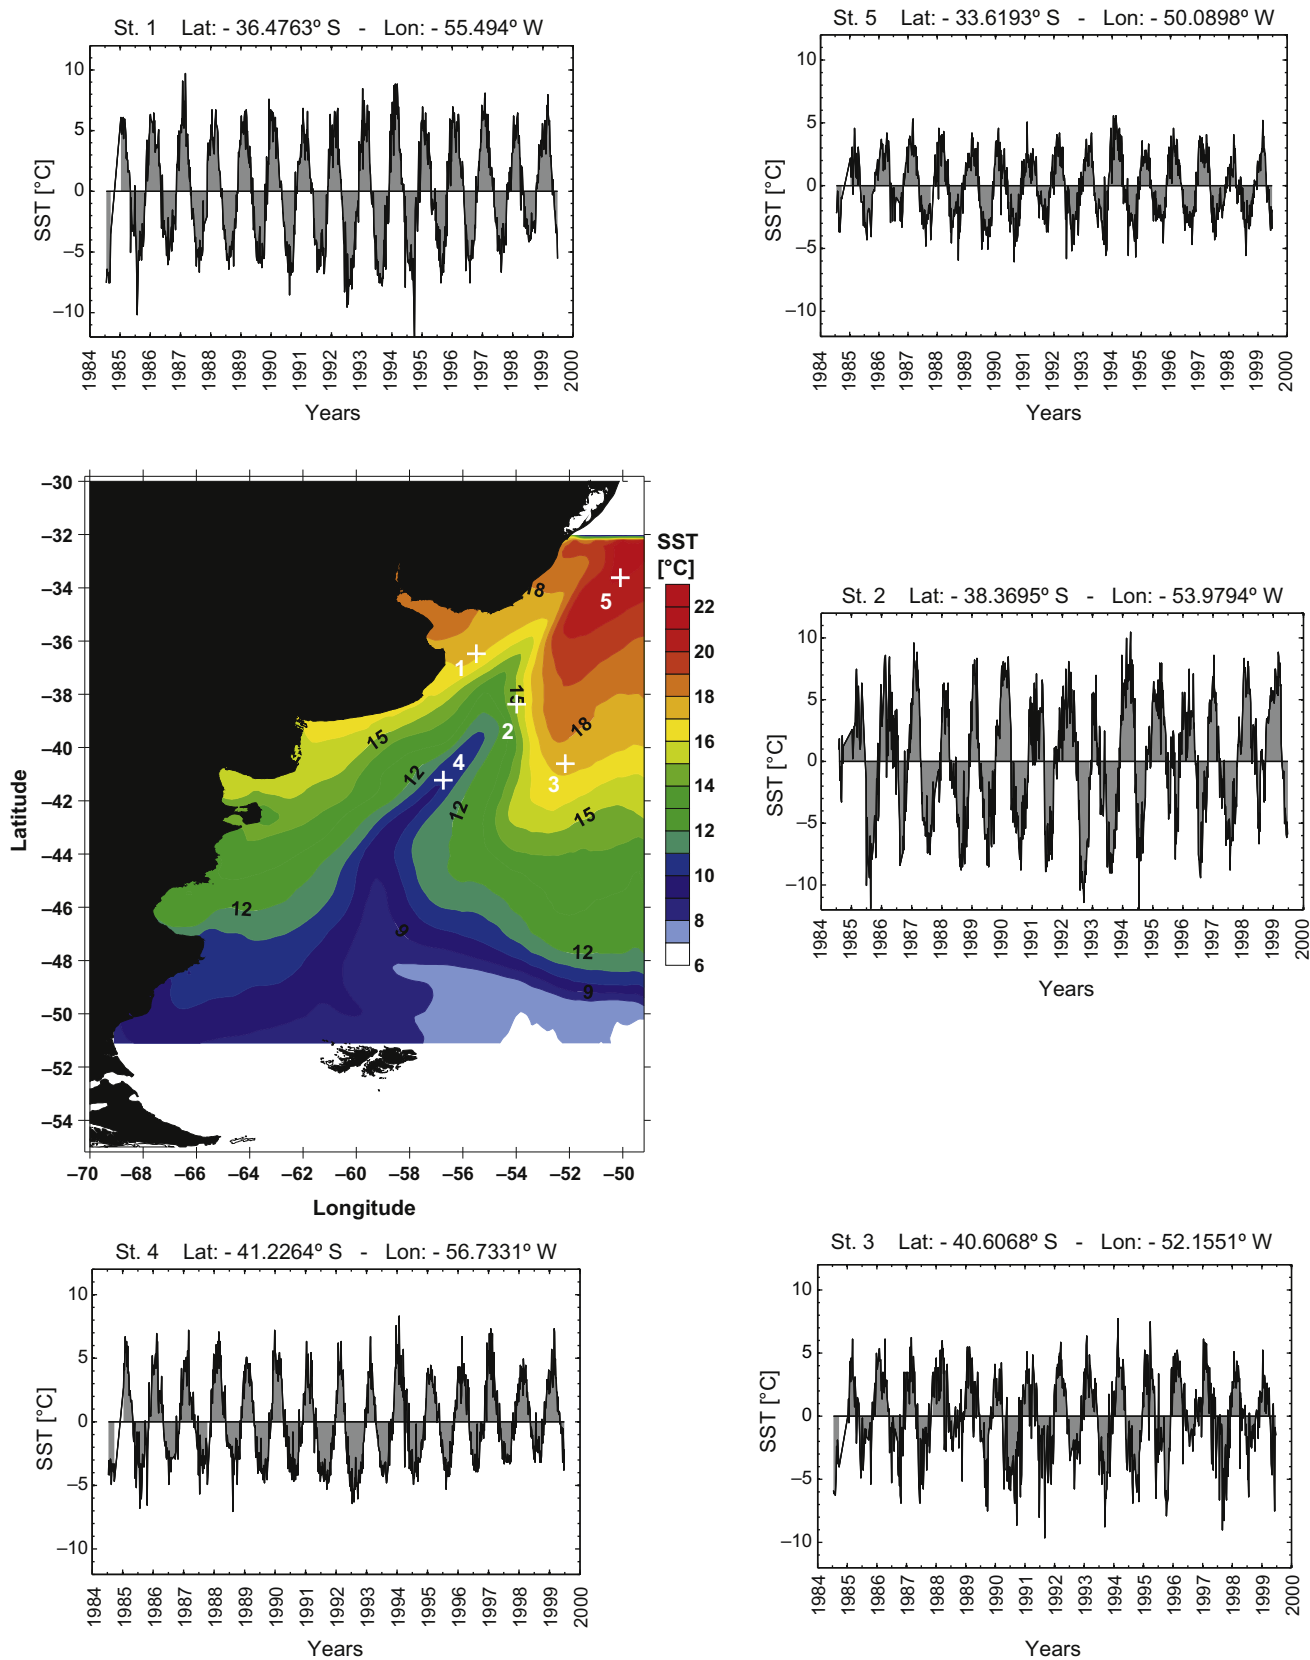 St. 1 Lat: - 36.4763º S - Lon: - 55.494º W
10
5
0
–5
–10
SST [°C]
1984 1985 1986 1987 1988 1989 1990 1991 1992 1993 1994 1995 1996 1997 1998 1999 2000
Years
St. 5 Lat: - 33.6193º S - Lon: - 50.0898º W
10
5
0
–5
–10
SST [°C]
1984 1985 1986 1987 1988 1989 1990 1991 1992 1993 1994 1995 1996 1997 1998 1999 2000
Years
–30
–32
–34
–36
–38
–40
–42
–44
–46
–48
–50
–52
–54
Latitude
–70 –68 –66 –64 –62 –60 –58 –56 –54 –52 –50
Longitude
18
5
1
15
2
18
15
4
12
3
12
15
12
9
12
9
SST
[°C]
22
20
18
16
14
12
10
8
6
St. 2 Lat: - 38.3695º S - Lon: - 53.9794º W
10
5
0
–5
–10
SST [°C]
1984 1985 1986 1987 1988 1989 1990 1991 1992 1993 1994 1995 1996 1997 1998 1999 2000
Years
St. 4 Lat: - 41.2264º S - Lon: - 56.7331º W
10
5
0
–5
–10
SST [°C]
1984 1985 1986 1987 1988 1989 1990 1991 1992 1993 1994 1995 1996 1997 1998 1999 2000
Years
St. 3 Lat: - 40.6068º S - Lon: - 52.1551º W
10
5
0
–5
–10
SST [°C]
1984 1985 1986 1987 1988 1989 1990 1991 1992 1993 1994 1995 1996 1997 1998 1999 2000
Years